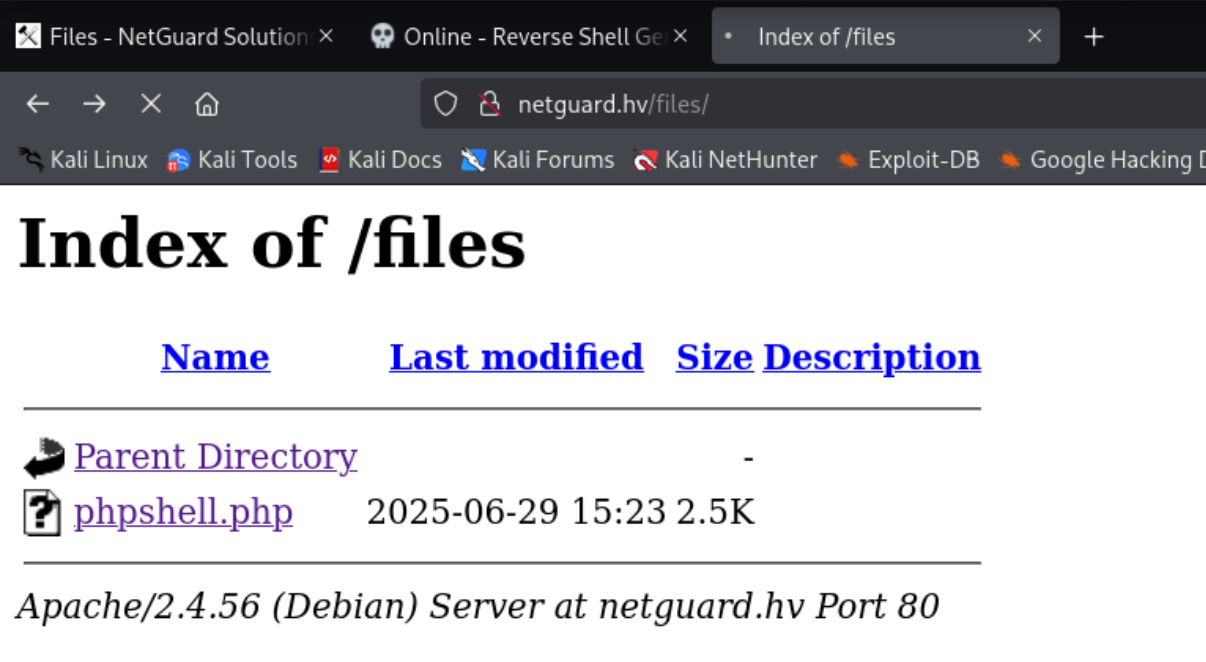 Files - NetGuard Solution
Online - Reverse Shell Ge
Index of /files
netguard.hv/files/
Kali Linux Kali Tools Kali Docs Kali Forums Kali NetHunter Exploit-DB Google Hacking D
Index of /files
Name Last modified Size Description
Parent Directory -
phpshell.php 2025-06-29 15:23 2.5K
Apache/2.4.56 (Debian) Server at netguard.hv Port 80